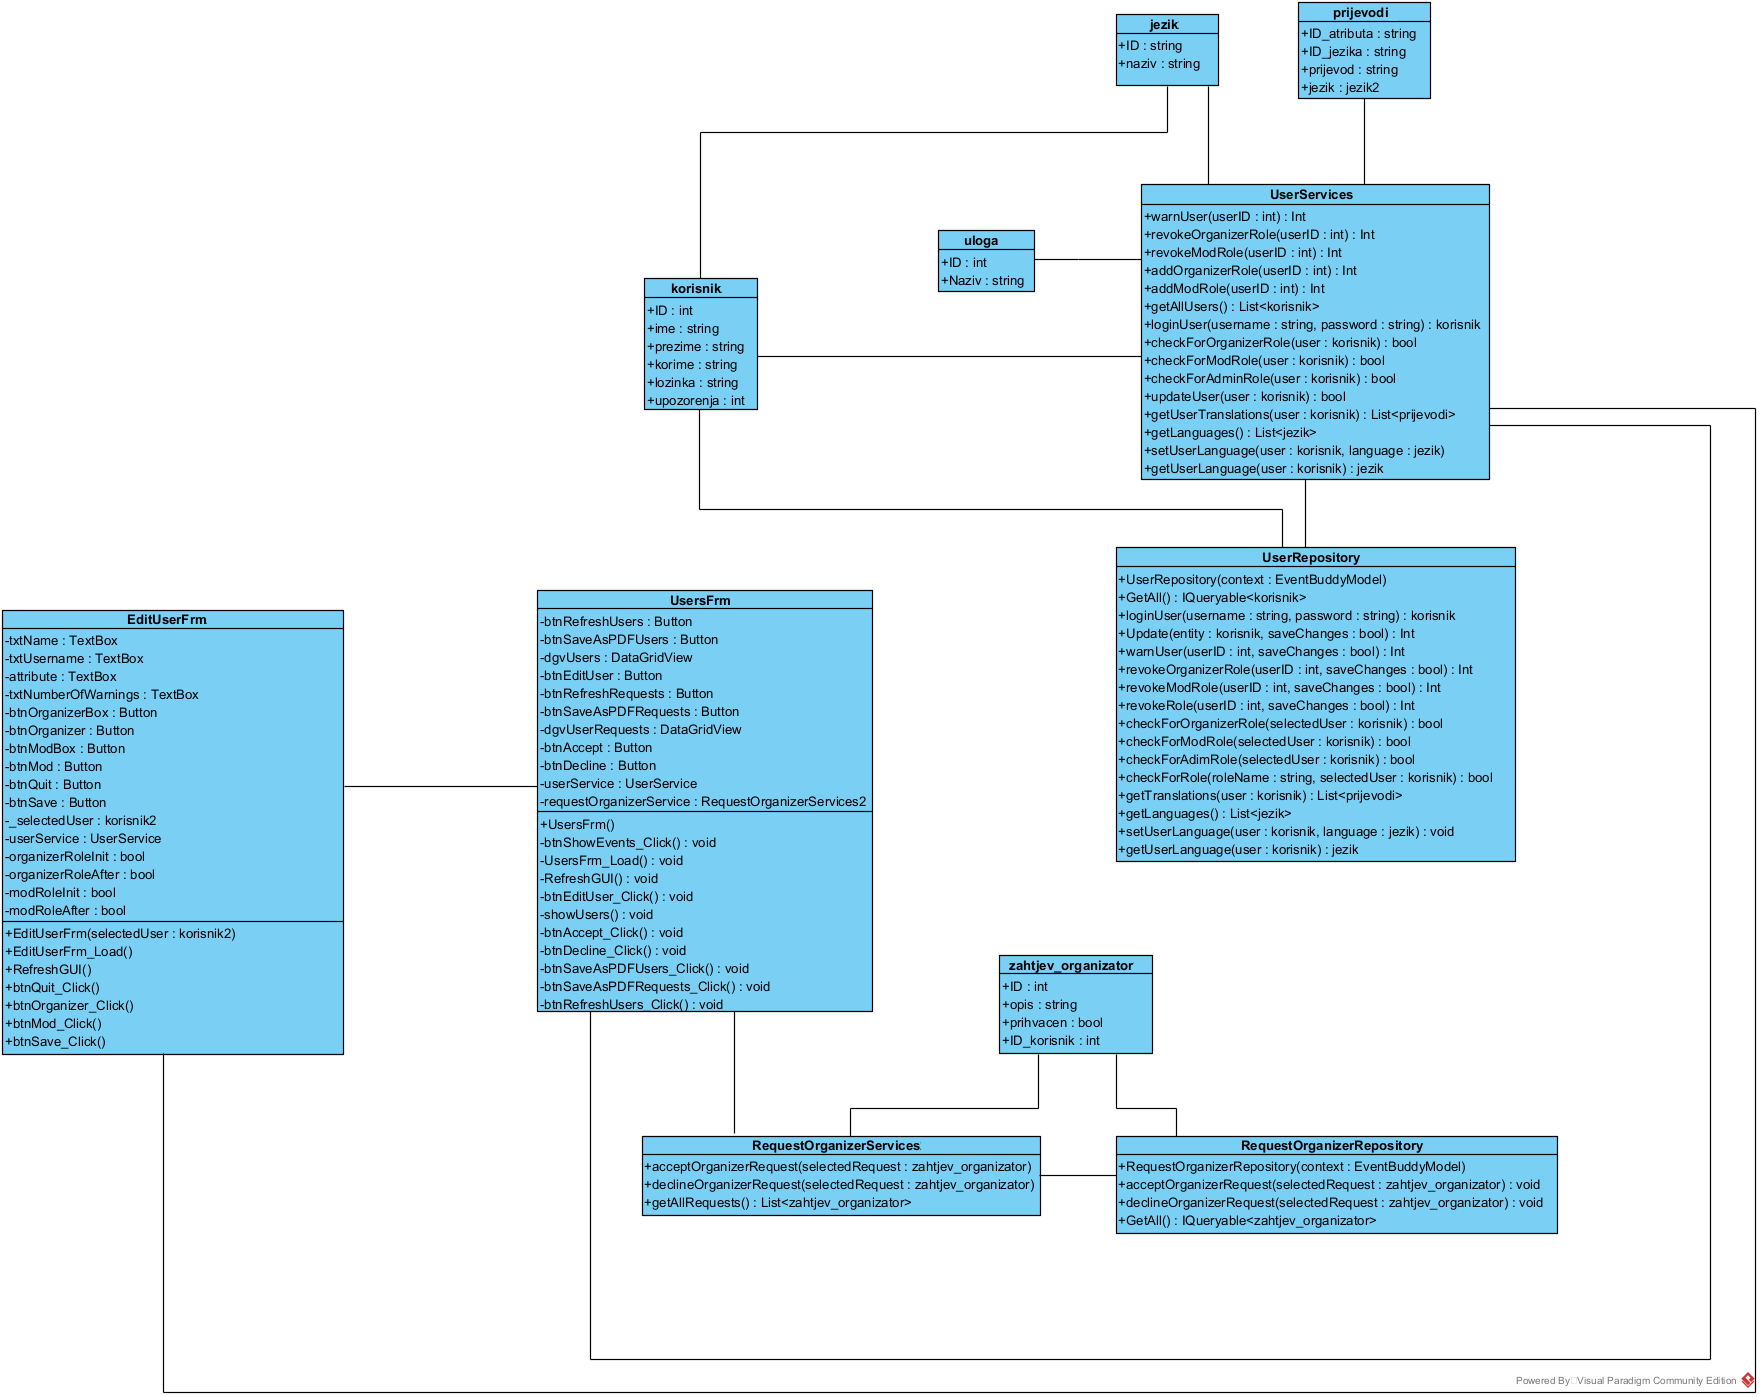 jezik
+ID : string
+naziv : string
prijevodi
+ID_atributa : string
+ID_jezika : string
+prijevod : string
+jezik : jezik2
UserServices
+warnUser(userID : int) : Int
+revokeOrganizerRole(userID : int) : Int
+revokeModRole(userID : int) : Int
+addOrganizerRole(userID : int) : Int
+addModRole(userID : int) : Int
+getAllUsers() : List<korisnik>
+loginUser(username : string, password : string) : korisnik
+checkForOrganizerRole(user : korisnik) : bool
+checkForModRole(user : korisnik) : bool
+checkForAdminRole(user : korisnik) : bool
+updateUser(user : korisnik) : bool
+getUserTranslations(user : korisnik) : List<prijevodi>
+getLanguages() : List<jezik>
+setUserLanguage(user : korisnik, language : jezik)
+getUserLanguage(user : korisnik) : jezik
uloga
+ID : int
+Naziv : string
korisnik
+ID : int
+ime : string
+prezime : string
+korime : string
+lozinka : string
+upozorenja : int
UserRepository
+UserRepository(context : EventBuddyModel)
+GetAll() : IQueryable<korisnik>
+loginUser(username : string, password : string) : korisnik
+Update(entity : korisnik, saveChanges : bool) : Int
+warnUser(userID : int, saveChanges : bool) : Int
+revokeOrganizerRole(userID : int, saveChanges : bool) : Int
+revokeModRole(userID : int, saveChanges : bool) : Int
+revokeRole(userID : int, saveChanges : bool) : Int
+checkForOrganizerRole(selectedUser : korisnik) : bool
+checkForModRole(selectedUser : korisnik) : bool
+checkForAdimRole(selectedUser : korisnik) : bool
+checkForRole(roleName : string, selectedUser : korisnik) : bool
+getTranslations(user : korisnik) : List<prijevodi>
+getLanguages() : List<jezik>
+setUserLanguage(user : korisnik, language : jezik) : void
+getUserLanguage(user : korisnik) : jezik
EditUserFrm
-txtName : TextBox
-txtUsername : TextBox
-attribute : TextBox
-txtNumberOfWarnings : TextBox
-btnOrganizerBox : Button
-btnOrganizer : Button
-btnModBox : Button
-btnMod : Button
-btnQuit : Button
-btnSave : Button
-_selectedUser : korisnik2
-userService : UserService
-organizerRoleInit : bool
-organizerRoleAfter : bool
-modRoleInit : bool
-modRoleAfter : bool
+EditUserFrm(selectedUser : korisnik2)
+EditUserFrm_Load()
+RefreshGUI()
+btnQuit_Click()
+btnOrganizer_Click()
+btnMod_Click()
+btnSave_Click()
UsersFrm
-btnRefreshUsers : Button
-btnSaveAsPDFUsers : Button
-dgvUsers : DataGridView
-btnEditUser : Button
-btnRefreshRequests : Button
-btnSaveAsPDFRequests : Button
-dgvUserRequests : DataGridView
-btnAccept : Button
-btnDecline : Button
-userService : UserService
-requestOrganizerService : RequestOrganizerServices2
+UsersFrm()
-btnShowEvents_Click() : void
-UsersFrm_Load() : void
-RefreshGUI() : void
-btnEditUser_Click() : void
-showUsers() : void
-btnAccept_Click() : void
-btnDecline_Click() : void
-btnSaveAsPDFUsers_Click() : void
-btnSaveAsPDFRequests_Click() : void
-btnRefreshUsers_Click() : void
zahtjev_organizator
+ID : int
+opis : string
+prihvacen : bool
+ID_korisnik : int
RequestOrganizerServices
+acceptOrganizerRequest(selectedRequest : zahtjev_organizator)
+declineOrganizerRequest(selectedRequest : zahtjev_organizator)
+getAllRequests() : List<zahtjev_organizator>
RequestOrganizerRepository
+RequestOrganizerRepository(context : EventBuddyModel)
+acceptOrganizerRequest(selectedRequest : zahtjev_organizator) : void
+declineOrganizerRequest(selectedRequest : zahtjev_organizator) : void
+GetAll() : IQueryable<zahtjev_organizator>
Powered By Visual Paradigm Community Edition